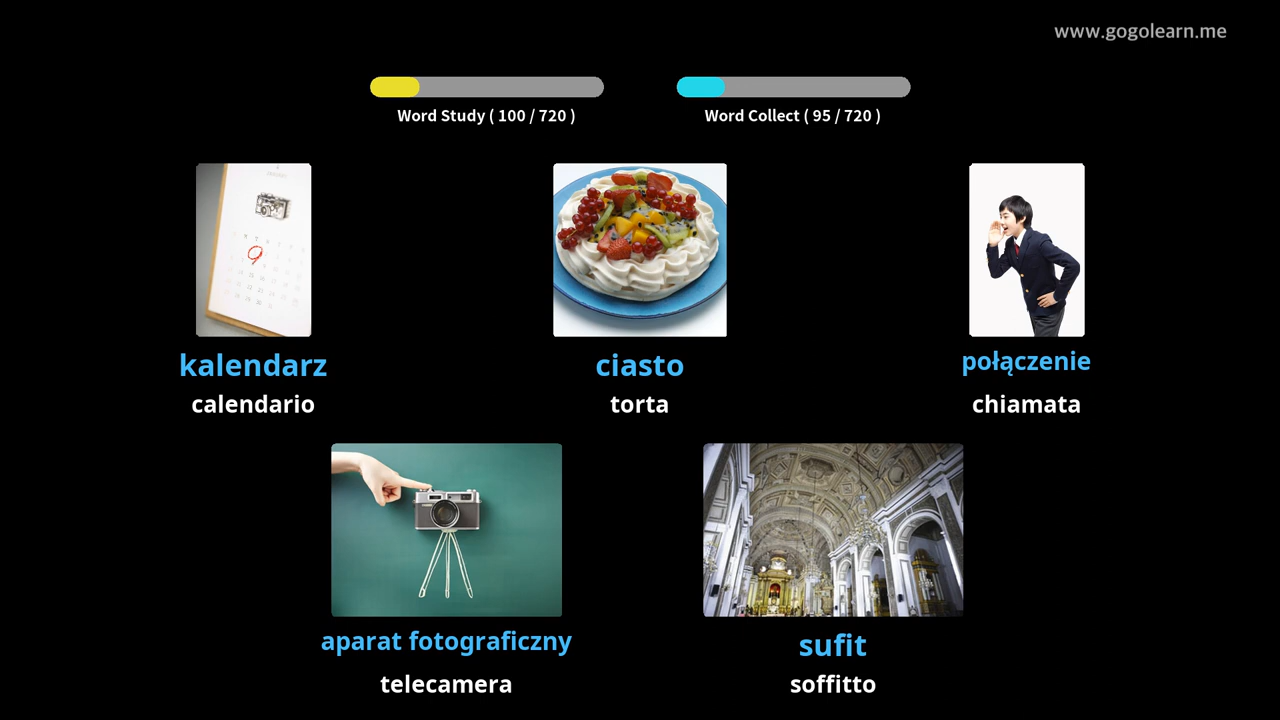 www.gogolearn.me
Word Study ( 100 / 720 )
Word Collect ( 95 / 720 )
kalendarz
ciasto
połączenie
calendario
torta
chiamata
aparat fotograficzny
sufit
telecamera
soffitto